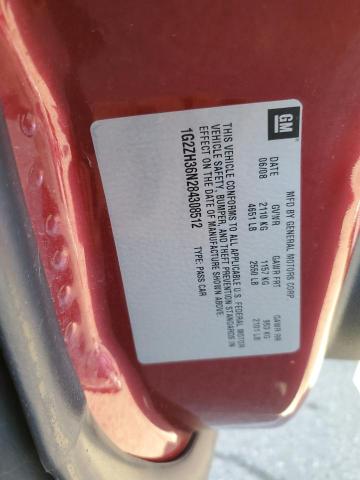 GM
MFD BY GENERAL MOTORS CORP
DATE GVWR GAWR FRT GAWR RR
06/08 2110 KG 1157 KG 953 KG
4651 LB 2550 LB 2101 LB
THIS VEHICLE CONFORMS TO ALL APPLICABLE U.S. FEDERAL MOTOR
VEHICLE SAFETY, BUMPER, AND THEFT PREVENTION STANDARDS IN
EFFECT ON THE DATE OF MANUFACTURE SHOWN ABOVE.
1G2ZH36N284308512 TYPE: PASS CAR